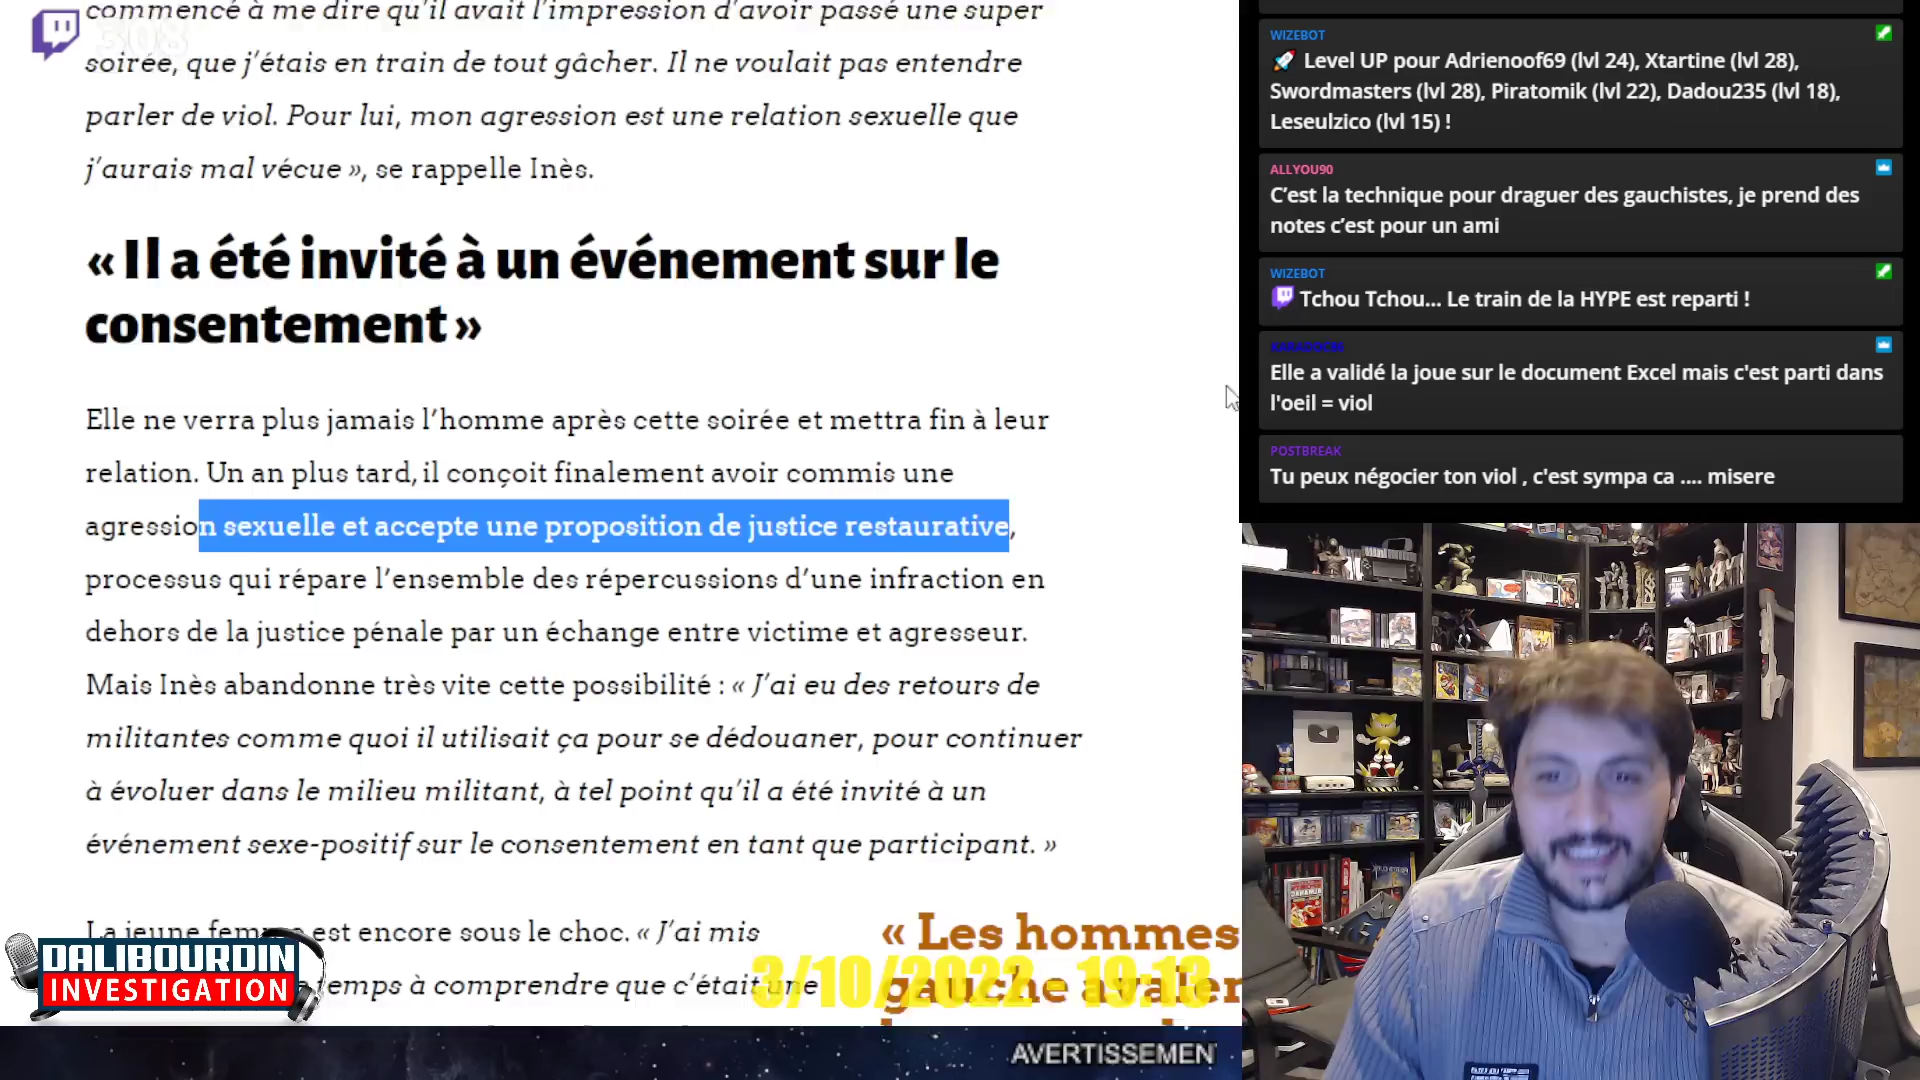 308
commencé à me dire qu'il avait l'impression d'avoir passé une super
soirée, que j'étais en train de tout gâcher. Il ne voulait pas entendre
parler de viol. Pour lui, mon agression est une relation sexuelle que
j'aurais mal vécue », se rappelle Inès.
« Il a été invité à un événement sur le
consentement »
Elle ne verra plus jamais l'homme après cette soirée et mettra fin à leur
relation. Un an plus tard, il conçoit finalement avoir commis une
agression sexuelle et accepte une proposition de justice restaurative,
processus qui répare l'ensemble des répercussions d'une infraction en
dehors de la justice pénale par un échange entre victime et agresseur.
Mais Inès abandonne très vite cette possibilité : « J'ai eu des retours de
militantes comme quoi il utilisait ça pour se dédouaner, pour continuer
à évoluer dans le milieu militant, à tel point qu'il a été invité à un
événement sexe-positif sur le consentement en tant que participant. »
La jeune femme est encore sous le choc. « J'ai mis
temps à comprendre que c'était une
« Les hommes
gauche avaler
3/10/2022 - 19:13
DALIBOURDIN
INVESTIGATION
AVERTISSEMEN
WIZEBOT
Level UP pour Adrienoof69 (lvl 24), Xtartine (lvl 28),
Swordmasters (lvl 28), Piratomik (lvl 22), Dadou235 (lvl 18),
Leseulzico (lvl 15) !
ALLYOU90
C'est la technique pour draguer des gauchistes, je prend des
notes c'est pour un ami
WIZEBOT
Tchou Tchou... Le train de la HYPE est reparti !
Elle a validé la joue sur le document Excel mais c'est parti dans
l'oeil = viol
POSTBREAK
Tu peux négocier ton viol , c'est sympa ca .... misere